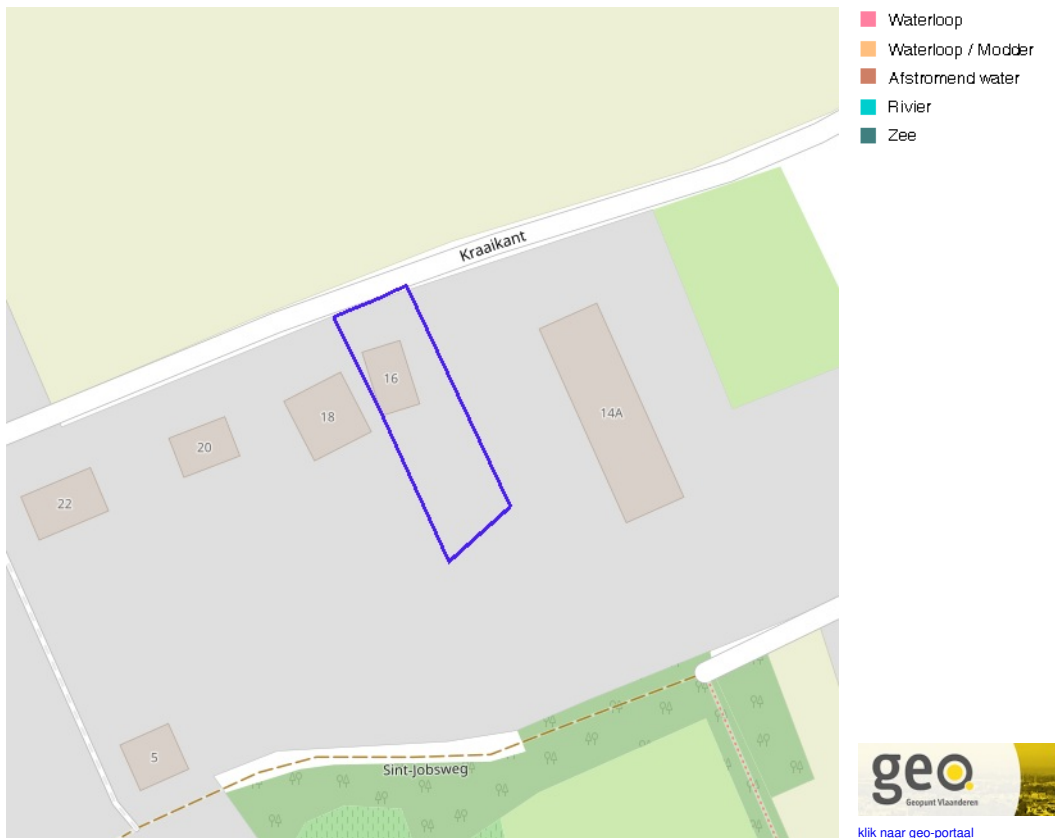 Waterloop
Waterloop / Modder
Afstromend water
Rivier
Zee
Kraaikant
16
18
14A
20
22
5
Sint-Jobsweg
geo
Geopunt Vlaanderen
klik naar geo-portaal